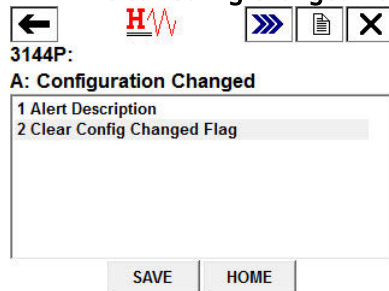 H
3144P:
A: Configuration Changed
1 Alert Description
2 Clear Config Changed Flag
SAVE HOME